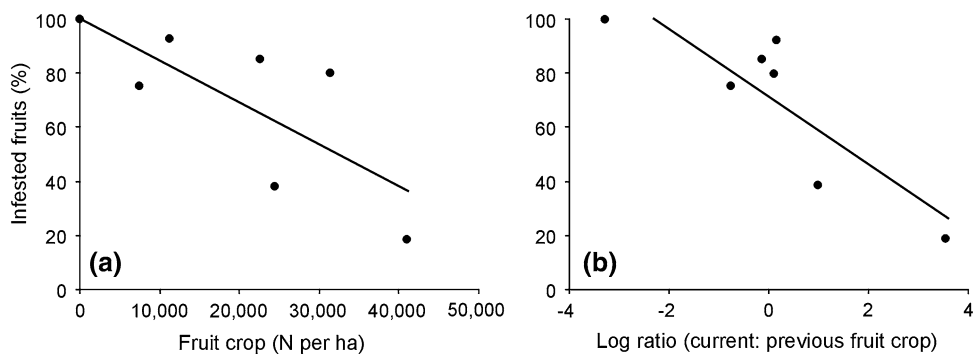 100
80
60
40
20
0
Infested fruits (%)
(a)
0 10,000 20,000 30,000 40,000 50,000
Fruit crop (N per ha)
100
80
60
40
20
0
(b)
-4 -2 0 2 4
Log ratio (current: previous fruit crop)